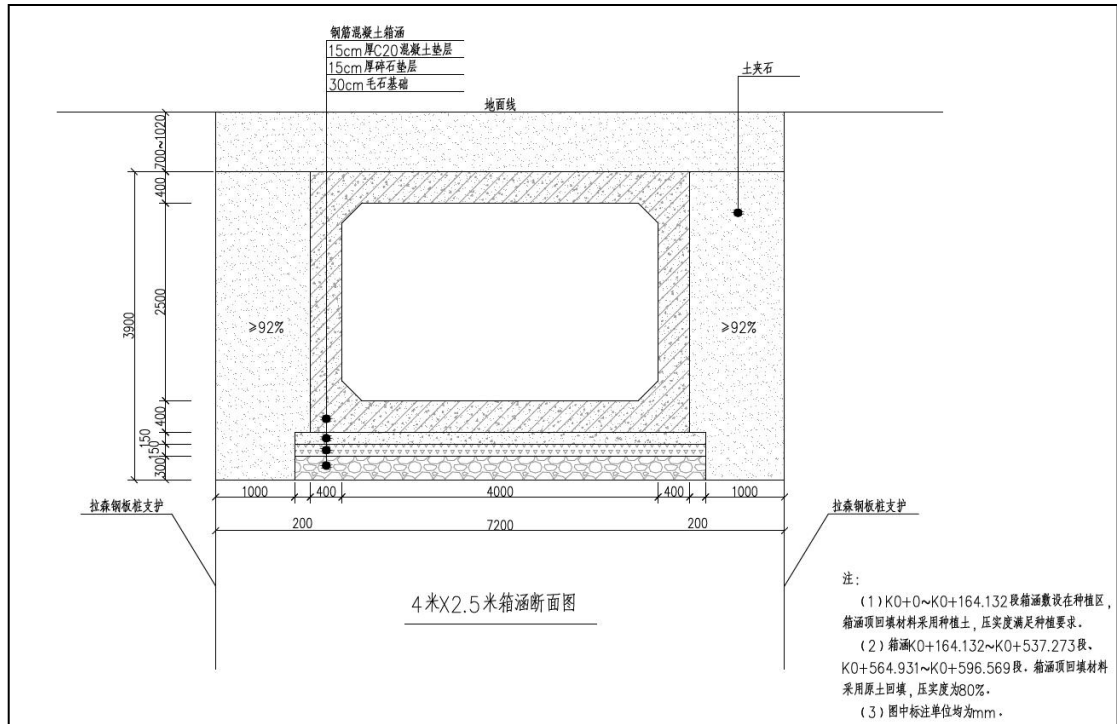 钢筋混凝土箱涵
15cm厚C20混凝土垫层
15cm厚碎石垫层
30cm毛石基础
土夹石
地面线
700~1020
400
2500
3900
400
150
150
300
≥92%
≥92%
1000
400
4000
400
1000
200
7200
200
拉森钢板桩支护
拉森钢板桩支护
4米X2.5米箱涵断面图
注：
（1）K0+0~K0+164.132段箱涵敷设在种植区，
箱涵顶回填材料采用种植土，压实度满足种植要求。
（2）箱涵K0+164.132~K0+537.273段、
K0+564.931~K0+596.569段、箱涵顶回填材料
采用原土回填，压实度为80%。
（3）图中标注单位均为mm。